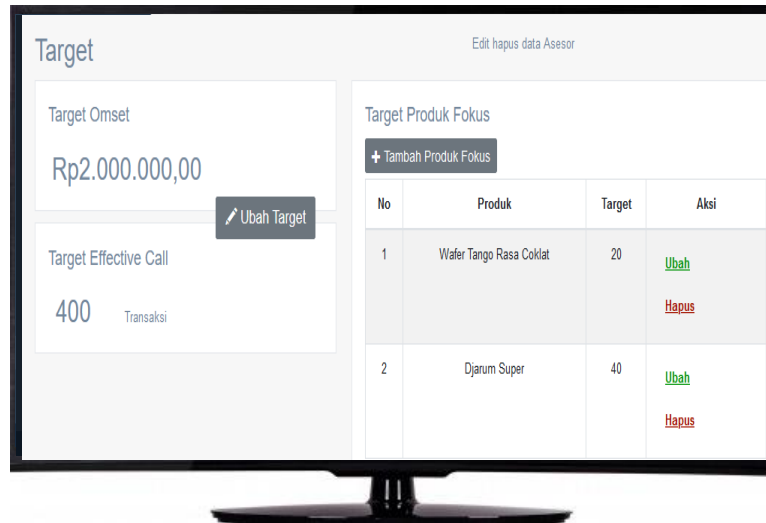 Target
Edit hapus data Asesor
Target Omset
Rp2.000.000,00
Ubah Target
Target Effective Call
400 Transaksi
Target Produk Fokus
+ Tambah Produk Fokus
No Produk Target Aksi
1 Wafer Tango Rasa Coklat 20 Ubah
Hapus
2 Djarum Super 40 Ubah
Hapus